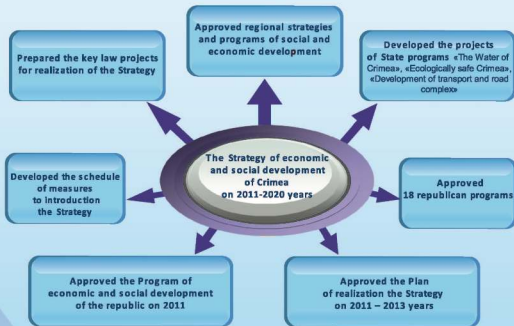 Approved regional strategies
and programs of social and
economic development
Prepared the key law projects
for realization of the Strategy
Developed the projects
of State programs «The Water of
Crimea», «Ecologically safe Crimea»,
«Development of transport and road
complex»
The Strategy of economic
and social development
of Crimea
on 2011-2020 years
Developed the schedule
of measures
to introduction
the Strategy
Approved
18 republican programs
Approved the Program of
economic and social development
of the republic on 2011
Approved the Plan
of realization the Strategy
on 2011 – 2013 years